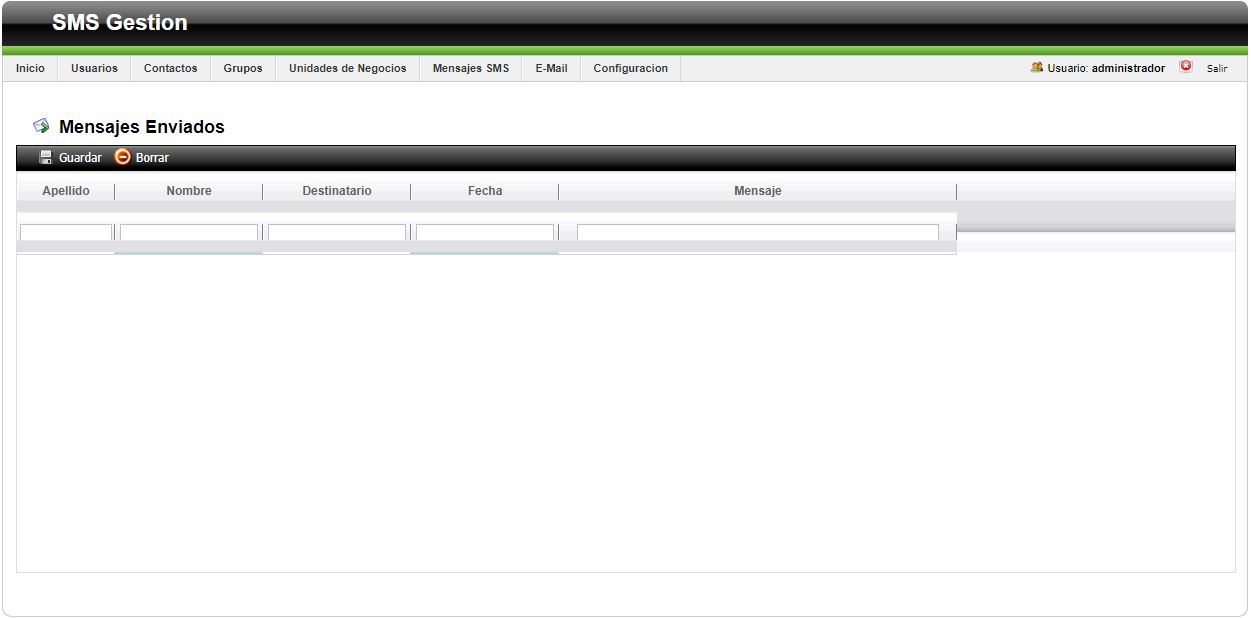 SMS Gestion
Inicio Usuarios Contactos Grupos Unidades de Negocios Mensajes SMS E-Mail Configuracion Usuario: administrador Salir
Mensajes Enviados
Guardar Borrar
Apellido Nombre Destinatario Fecha Mensaje